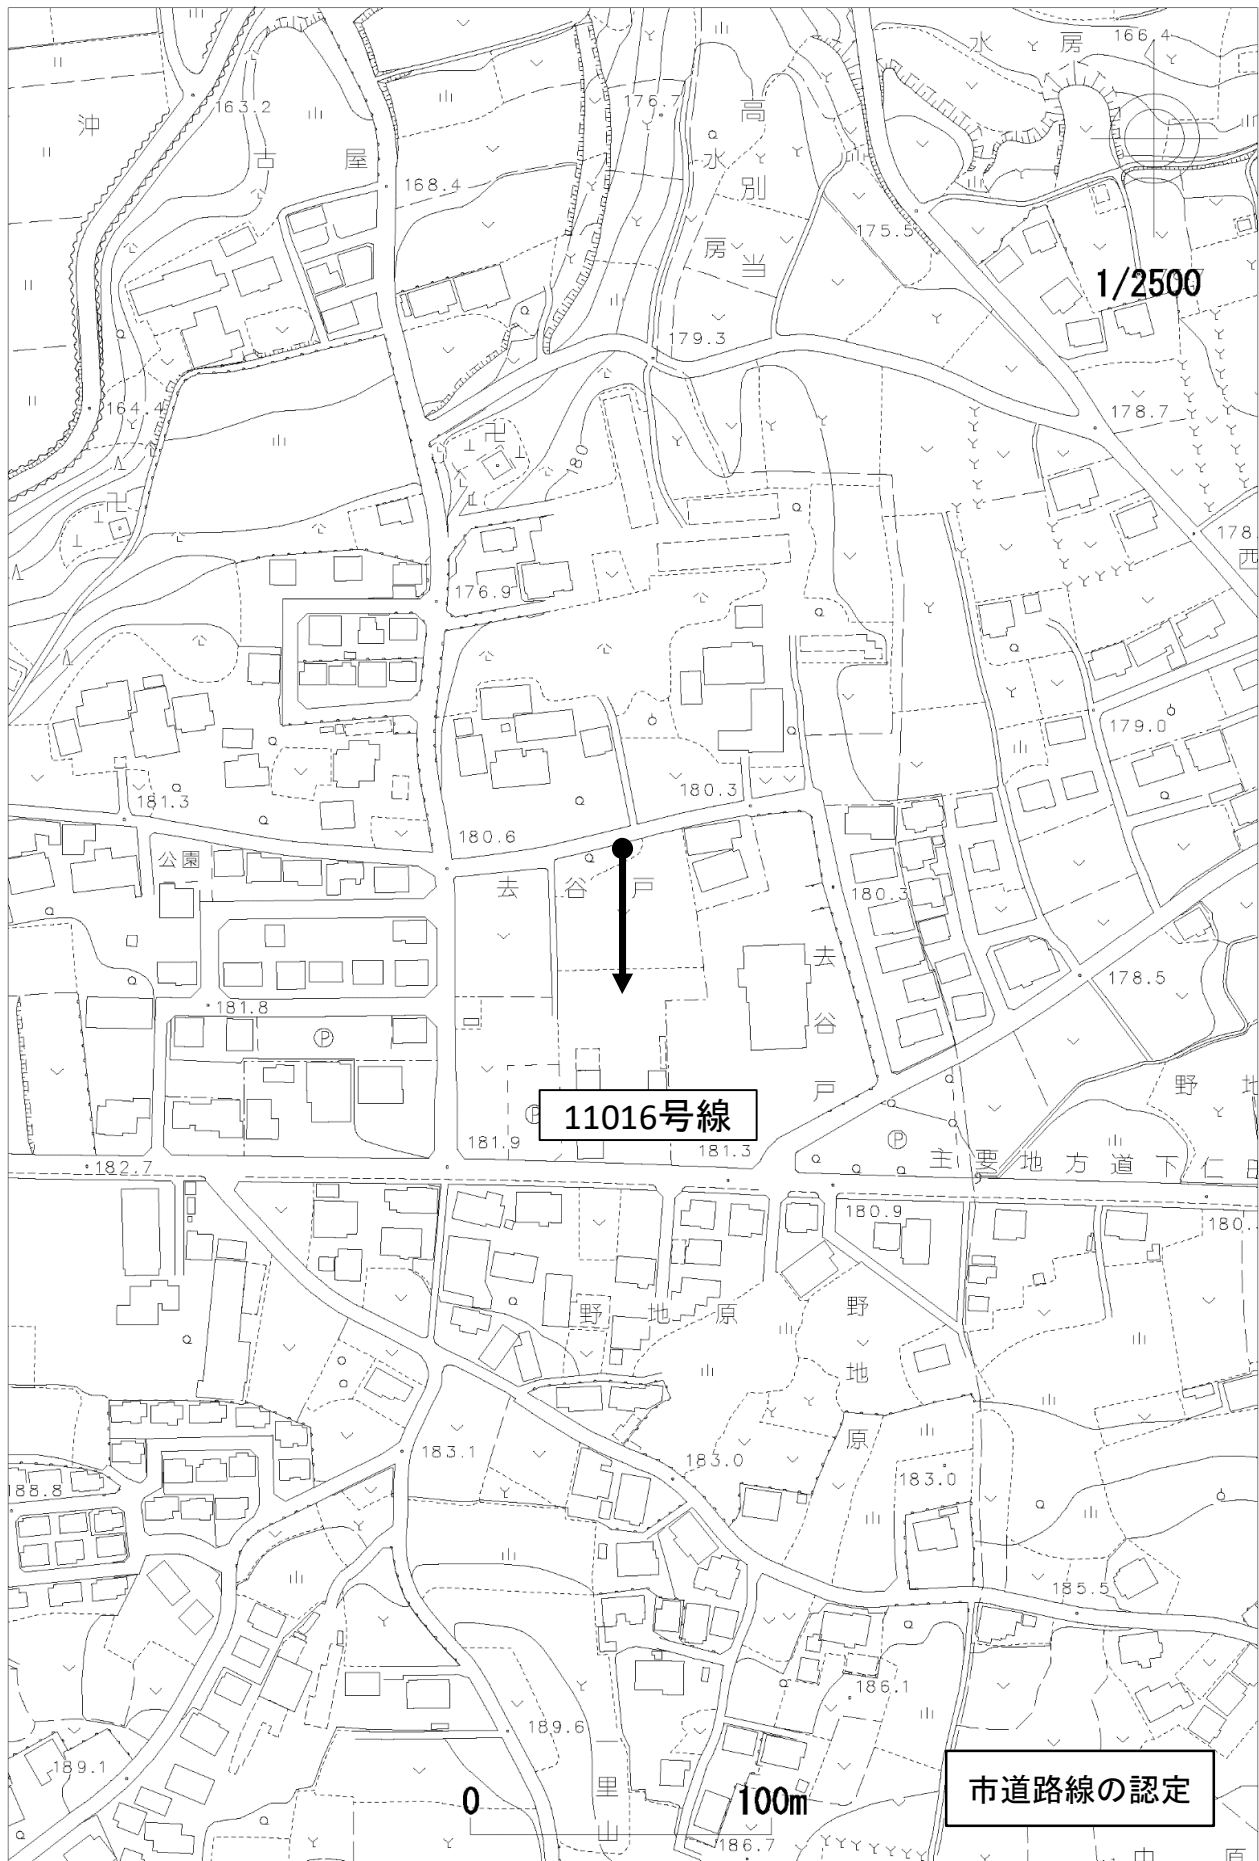 水 房
166.4
163.2
176.7
沖
高
古 屋
水
別
168.4
175.5
房
当
1/2500
179.3
164.4
178.7
卍
180
卍
178.
西
176.9
179.0
181.3
180.3
180.6
公園
去 谷 戸
180.3
去
178.5
181.8
谷
P
戸
野 地
11016号線
P
181.9
181.3
P
主 要 地 方 道 下 仁 田
182.7
180.9
180.
野 地 原
野
地
原
183.1
183.0
183.0
188.8
185.5
186.1
189.6
189.1
里
山
0
100m
市道路線の認定
186.7
中 原